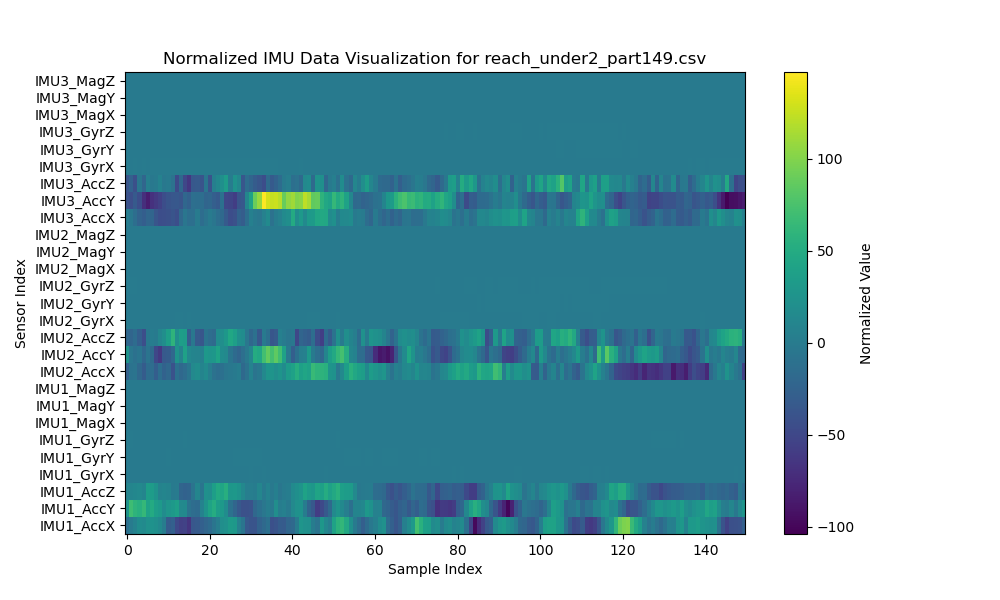 Normalized IMU Data Visualization for reach_under2_part149.csv
IMU3_MagZ
IMU3_MagY
IMU3_MagX
IMU3_GyrZ
IMU3_GyrY
IMU3_GyrX
IMU3_AccZ
IMU3_AccY
IMU3_AccX
IMU2_MagZ
IMU2_MagY
IMU2_MagX
IMU2_GyrZ
IMU2_GyrY
IMU2_GyrX
IMU2_AccZ
IMU2_AccY
IMU2_AccX
IMU1_MagZ
IMU1_MagY
IMU1_MagX
IMU1_GyrZ
IMU1_GyrY
IMU1_GyrX
IMU1_AccZ
IMU1_AccY
IMU1_AccX
Sensor Index
0 20 40 60 80 100 120 140
Sample Index
100
50
0
−50
−100
Normalized Value